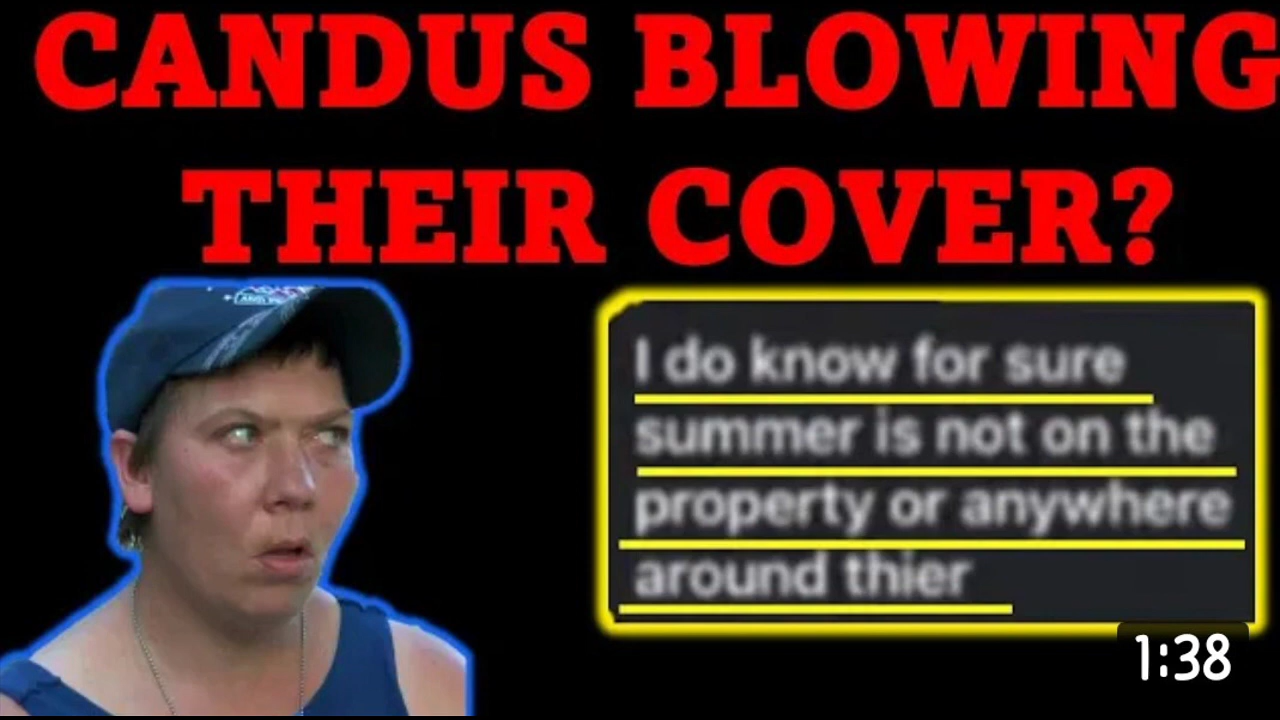 CANDUS BLOWING
THEIR COVER?
I do know for sure
summer is not on the
property or anywhere
around thier
1:38